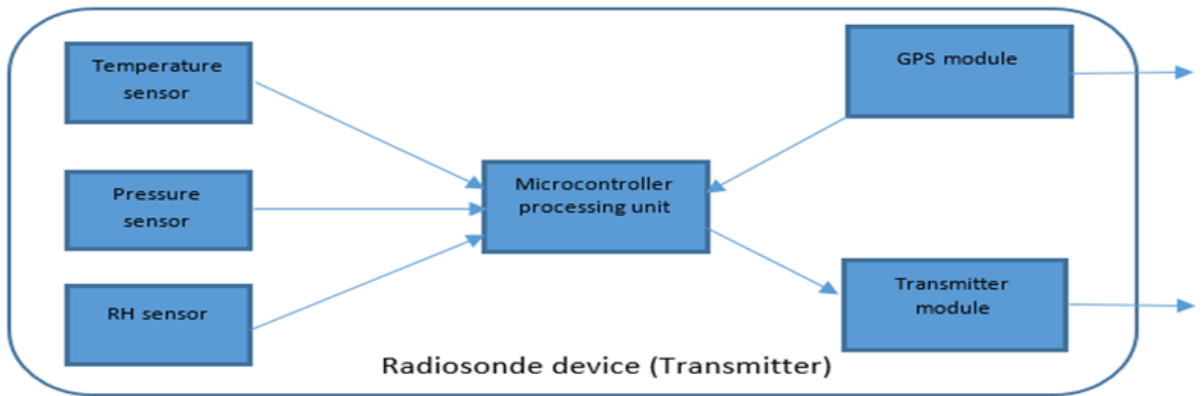 Temperature
sensor
Pressure
sensor
RH sensor
Microcontroller
processing unit
GPS module
Transmitter
module
Radiosonde device (Transmitter)